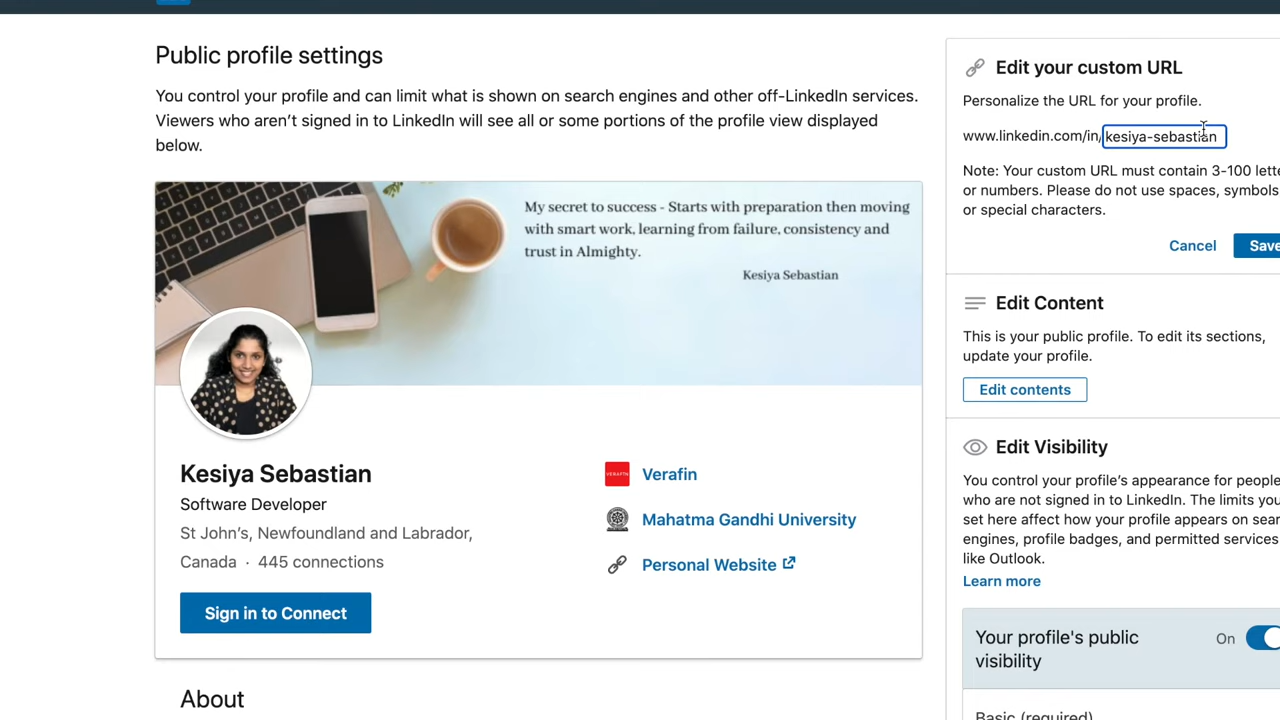 Public profile settings
You control your profile and can limit what is shown on search engines and other off-LinkedIn services.
Viewers who aren't signed in to LinkedIn will see all or some portions of the profile view displayed
below.
My secret to success - Starts with preparation then moving
with smart work, learning from failure, consistency and
trust in Almighty.
Kesiya Sebastian
Kesiya Sebastian
Software Developer
St John's, Newfoundland and Labrador,
Canada · 445 connections
Sign in to Connect
VERAFIN
Verafin
Mahatma Gandhi University
Personal Website
About
Edit your custom URL
Personalize the URL for your profile.
www.linkedin.com/in/kesiya-sebastian
Note: Your custom URL must contain 3-100 lette
or numbers. Please do not use spaces, symbols
or special characters.
Cancel
Save
Edit Content
This is your public profile. To edit its sections,
update your profile.
Edit contents
Edit Visibility
You control your profile's appearance for people
who are not signed in to LinkedIn. The limits you
set here affect how your profile appears on sear
engines, profile badges, and permitted services
like Outlook.
Learn more
Your profile's public
visibility
On
Basic (required)